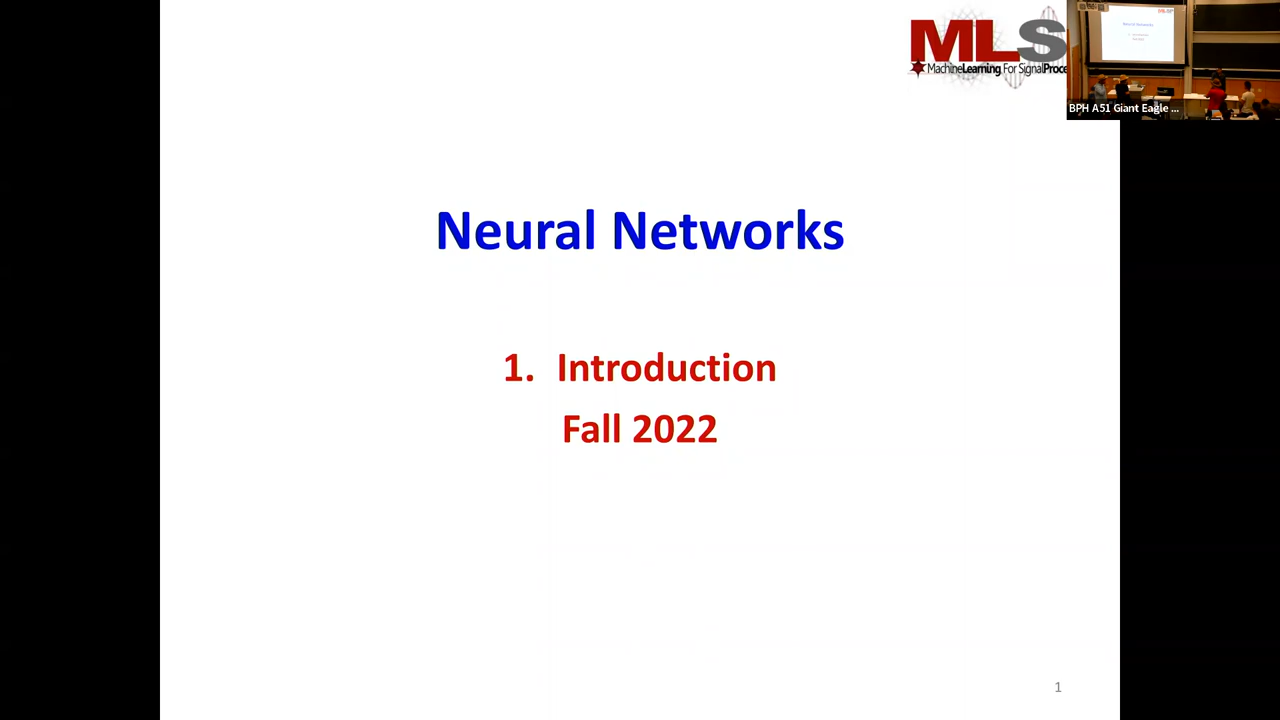 MLS
MachineLearning For SignalProce
BPH A51 Giant Eagle ...
Neural Networks
1. Introduction
Fall 2022
1